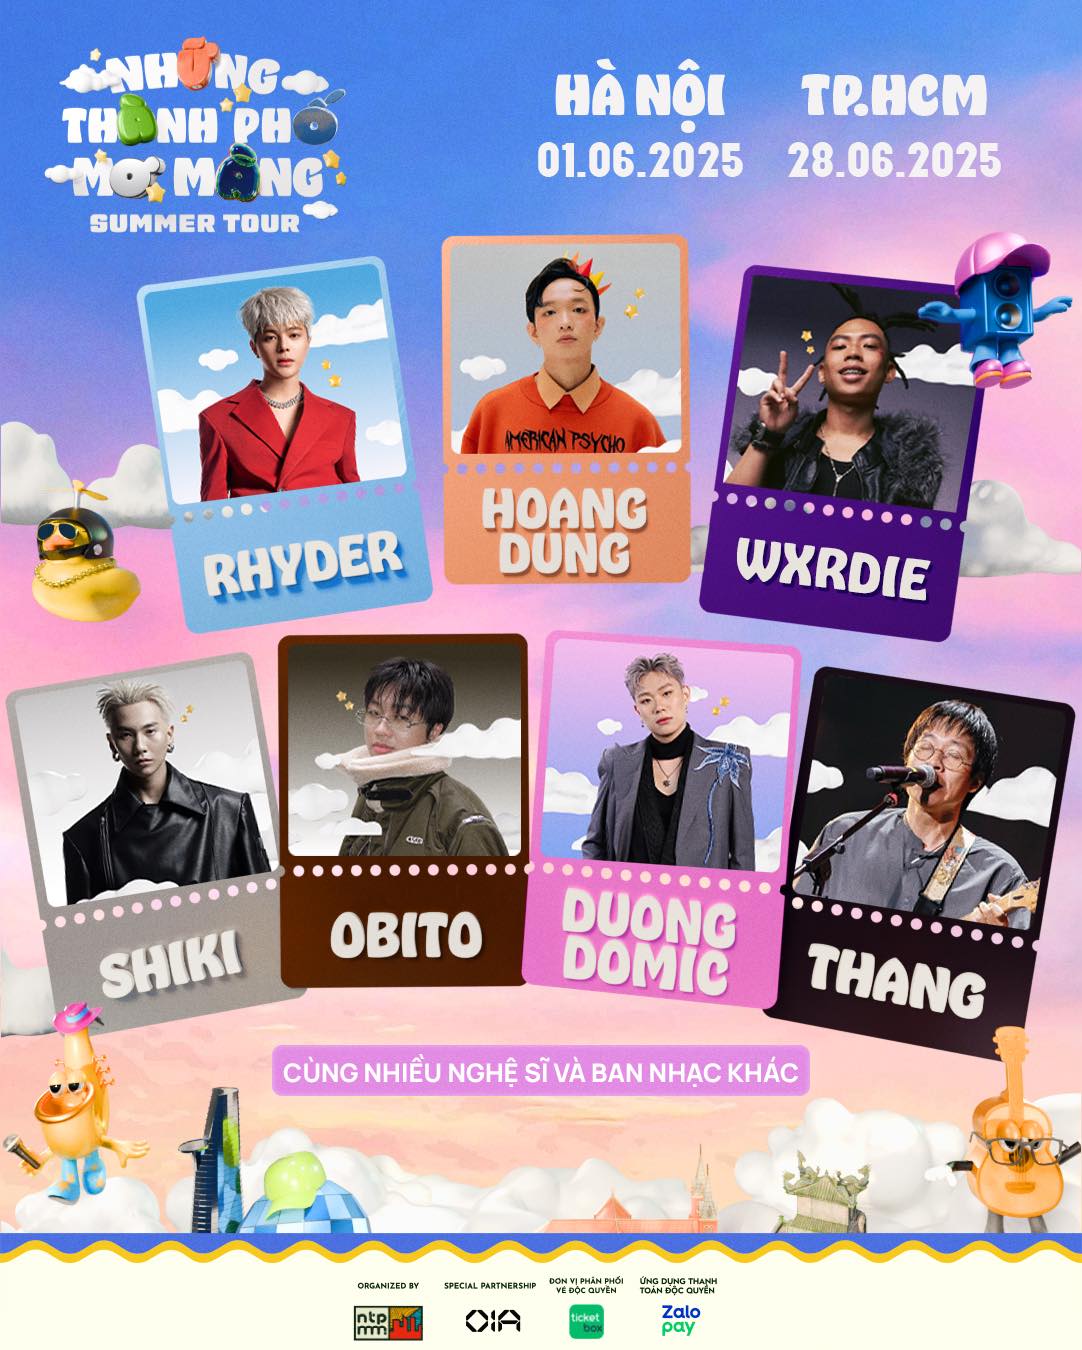 NHỮNG
THÀNH PHỐ
MƠ MÀNG
SUMMER TOUR
HÀ NỘI
01.06.2025
TP.HCM
28.06.2025
RHYDER
AMERICAN PSYCHO
HOANG
DUNG
WXRDIE
SHIKI
OBITO
DUONG
DOMIC
THANG
CÙNG NHIỀU NGHỆ SĨ VÀ BAN NHẠC KHÁC
ORGANIZED BY
ntp
mm
SPECIAL PARTNERSHIP
OIA
ĐƠN VỊ PHÂN PHỐI
VÉ ĐỘC QUYỀN
ticket
box
ỨNG DỤNG THANH
TOÁN ĐỘC QUYỀN
Zalo
pay